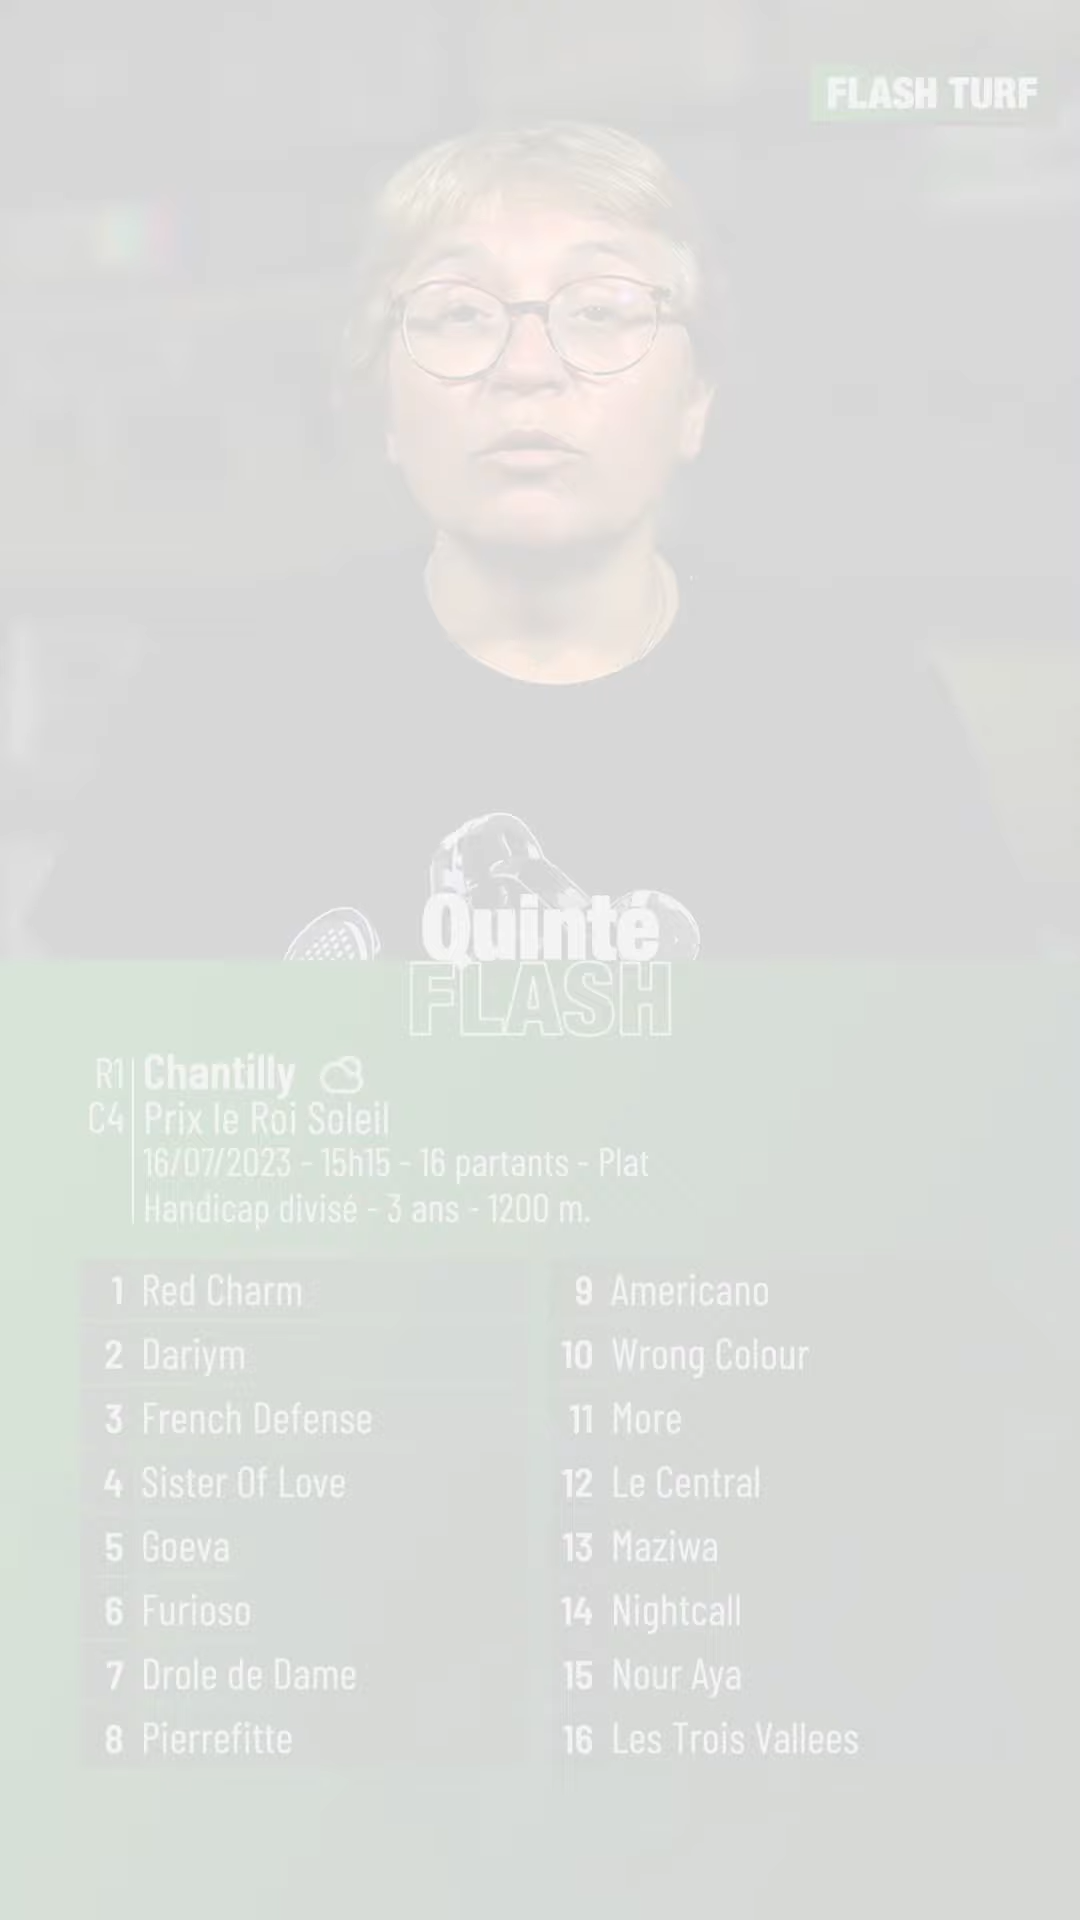 FLASH TURF
Quinté
FLASH
R1 Chantilly
C4 Prix le Roi Soleil
16/07/2023 - 15h15 - 16 partants - Plat
Handicap divisé - 3 ans - 1200 m.
1 Red Charm
2 Dariym
3 French Defense
4 Sister Of Love
5 Goeva
6 Furioso
7 Drole de Dame
8 Pierrefitte
9 Americano
10 Wrong Colour
11 More
12 Le Central
13 Maziwa
14 Nightcall
15 Nour Aya
16 Les Trois Vallees